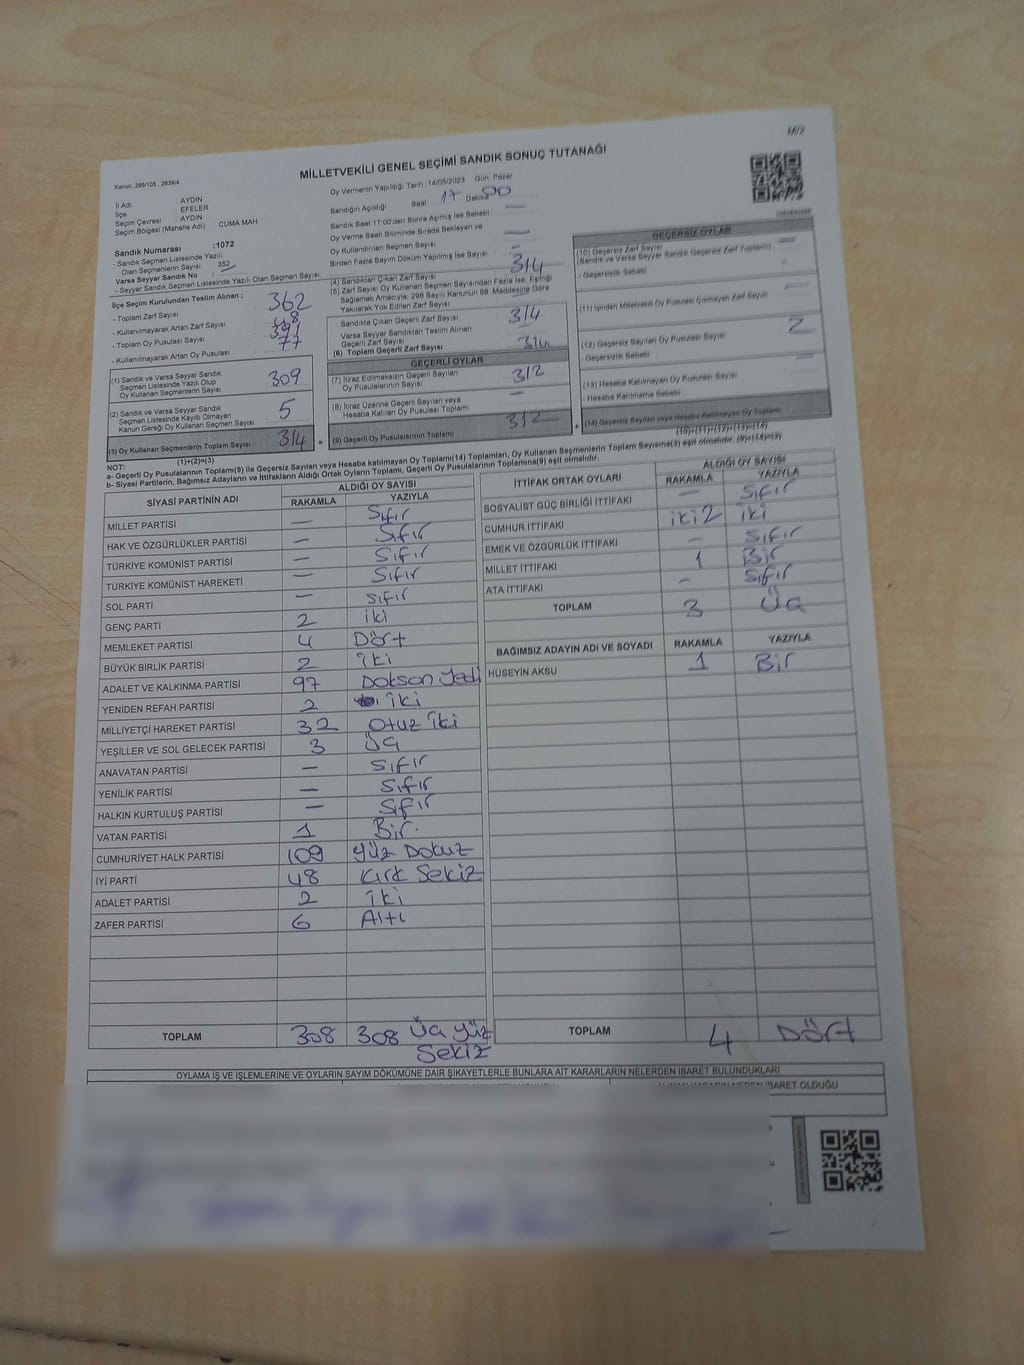 M/2
MİLLETVEKİLİ GENEL SEÇİMİ SANDIK SONUÇ TUTANAĞI
Kanun: 298/105 : 2839/4
Oy Vermenin Yapıldığı Tarih :14/05/2023 Gün: Pazar
İl Adı : AYDIN
İlçe : EFELER
Seçim Çevresi : AYDIN
Seçim Bölgesi (Mahalle Adı) : CUMA MAH
Sandık Numarası :1072
- Sandık Seçmen Listesinde Yazılı
Olan Seçmenlerin Sayısı : 352
Varsa Seyyar Sandık No :
- Seyyar Sandık Seçmen Listesinde Yazılı Olan Seçmen Sayısı:
İlçe Seçim Kurulundan Teslim Alınan ;
- Toplam Zarf Sayısı : 362
- Kullanılmayarak Artan Zarf Sayısı :
- Toplam Oy Pusulası Sayısı :
- Kullanılmayarak Artan Oy Pusulası : 77
(1) Sandık ve Varsa Seyyar Sandık
Seçmen Listesinde Yazılı Olup
Oy Kullanan Seçmenlerin Sayısı 309
(2) Sandık ve Varsa Seyyar Sandık
Seçmen Listesinde Kayıtlı Olmayan
Kanun Gereği Oy Kullanan Seçmen Sayısı 5
(3) Oy Kullanan Seçmenlerin Toplam Sayısı 314
(1)+(2)=(3)
Sandığın Açıldığı Saat : 17 Dakika : 00
Sandık Saat 17:00'den Sonra Açılmış İse Sebebi : —
Oy Verme Saati Bitiminde Sırada Bekleyen ve
Oy Kullandırılan Seçmen Sayısı : —
Birden Fazla Sayım Döküm Yapılmış İse Sayısı : —
(4) Sandıktan Çıkan Zarf Sayısı 314
(5) Zarf Sayısı Oy Kullanan Seçmen Sayısından Fazla İse, Eşitliği
Sağlamak Amacıyla, 298 Sayılı Kanunun 98. Maddesine Göre
Yakılarak Yok Edilen Zarf Sayısı : —
Sandıkta Çıkan Geçerli Zarf Sayısı 314
Varsa Seyyar Sandıktan Teslim Alınan
Geçerli Zarf Sayısı
(6) Toplam Geçerli Zarf Sayısı 314
GEÇERLİ OYLAR
(7) İtiraz Edilmeksizin Geçerli Sayılan
Oy Pusulalarının Sayısı 312
(8) İtiraz Üzerine Geçerli Sayılan veya
Hesaba Katılan Oy Pusulası Toplamı —
(9) Geçerli Oy Pusulalarının Toplamı 312
GEÇERSİZ OYLAR
(10) Geçersiz Zarf Sayısı —
(Sandık ve Varsa Seyyar Sandık Geçersiz Zarf Toplamı)
- Geçersizlik Sebebi
(11) İçinden Milletvekili Oy Pusulası Çıkmayan Zarf Sayısı —
(12) Geçersiz Sayılan Oy Pusulası Sayısı 2
- Geçersizlik Sebebi
(13) Hesaba Katılmayan Oy Pusulası Sayısı —
- Hesaba Katılmama Sebebi
(14) Geçersiz Sayılan veya Hesaba Katılmayan Oy Toplamı
(10)+(11)+(12)+(13)=(14)
NOT:
a- Geçerli Oy Pusulalarının Toplamı(9) ile Geçersiz Sayılan veya Hesaba katılmayan Oy Toplamı(14) Toplamları, Oy Kullanan Seçmenlerin Toplam Sayısına(3) eşit olmalıdır. (9)+(14)=(3)
b- Siyasi Partilerin, Bağımsız Adayların ve İttifakların Aldığı Ortak Oyların Toplamı, Geçerli Oy Pusulalarının Toplamına(9) eşit olmalıdır.
SİYASİ PARTİNİN ADI ALDIĞI OY SAYISI
RAKAMLA YAZIYLA
MİLLET PARTİSİ — Sıfır
HAK VE ÖZGÜRLÜKLER PARTİSİ — Sıfır
TÜRKİYE KOMÜNİST PARTİSİ — Sıfır
TÜRKİYE KOMÜNİST HAREKETİ — Sıfır
SOL PARTİ — Sıfır
GENÇ PARTİ 2 iki
MEMLEKET PARTİSİ 4 Dört
BÜYÜK BİRLİK PARTİSİ 2 İki
ADALET VE KALKINMA PARTİSİ 97 Dokson yedi
YENİDEN REFAH PARTİSİ 2 İki
MİLLİYETÇİ HAREKET PARTİSİ 32 Otuz İki
YEŞİLLER VE SOL GELECEK PARTİSİ 3 Üç
ANAVATAN PARTİSİ — Sıfır
YENİLİK PARTİSİ — Sıfır
HALKIN KURTULUŞ PARTİSİ — Sıfır
VATAN PARTİSİ 1 Bir.
CUMHURİYET HALK PARTİSİ 109 Yüz Dokuz
İYİ PARTİ 48 Kırk Sekiz
ADALET PARTİSİ 2 İki
ZAFER PARTİSİ 6 Altı
TOPLAM 308 308 Üç yüz
Sekiz
İTTİFAK ORTAK OYLARI ALDIĞI OY SAYISI
RAKAMLA YAZIYLA
SOSYALİST GÜÇ BİRLİĞİ İTTİFAKI — Sıfır
CUMHUR İTTİFAKI iki2 iki
EMEK VE ÖZGÜRLÜK İTTİFAKI — Sıfır
MİLLET İTTİFAKI 1 Bir
ATA İTTİFAKI — Sıfır
TOPLAM 3 Üç
BAĞIMSIZ ADAYIN ADI VE SOYADI RAKAMLA YAZIYLA
HÜSEYİN AKSU 1 Bir
TOPLAM 4 Dört
OYLAMA İŞ VE İŞLEMLERİNE VE OYLARIN SAYIM DÖKÜMÜNE DAİR ŞİKAYETLERLE BUNLARA AİT KARARLARIN NELERDEN İBARET BULUNDUKLARI
İBARET OLDUĞU